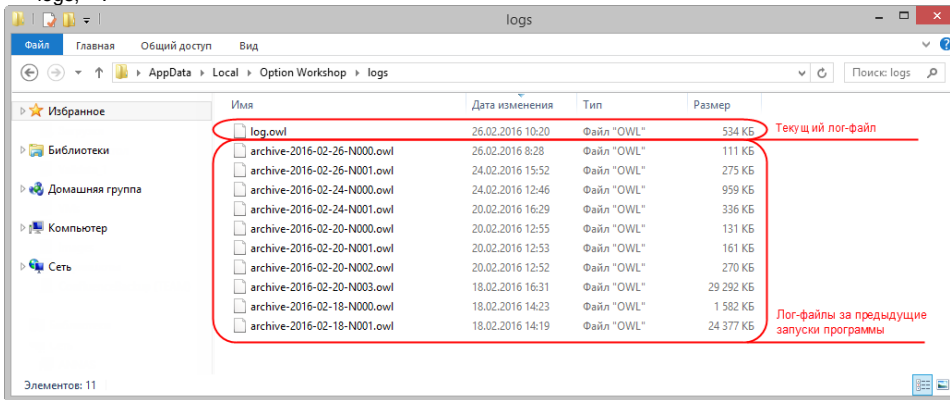 logs,
logs
Файл Главная Общий доступ Вид
AppData Local Option Workshop logs Поиск: logs
Имя Дата изменения Тип Размер
Избранное
Библиотеки
Домашняя группа
Компьютер
Сеть
log.owl 26.02.2016 10:20 Файл "OWL" 534 КБ
archive-2016-02-26-N000.owl 26.02.2016 8:28 Файл "OWL" 111 КБ
archive-2016-02-26-N001.owl 24.02.2016 15:52 Файл "OWL" 275 КБ
archive-2016-02-24-N000.owl 24.02.2016 12:46 Файл "OWL" 959 КБ
archive-2016-02-24-N001.owl 20.02.2016 16:29 Файл "OWL" 336 КБ
archive-2016-02-20-N000.owl 20.02.2016 12:55 Файл "OWL" 131 КБ
archive-2016-02-20-N001.owl 20.02.2016 12:53 Файл "OWL" 161 КБ
archive-2016-02-20-N002.owl 20.02.2016 12:52 Файл "OWL" 270 КБ
archive-2016-02-20-N003.owl 18.02.2016 16:31 Файл "OWL" 29 292 КБ
archive-2016-02-18-N000.owl 18.02.2016 14:23 Файл "OWL" 1 582 КБ
archive-2016-02-18-N001.owl 18.02.2016 14:19 Файл "OWL" 24 377 КБ
Текущий лог-файл
Лог-файлы за предыдущие
запуски программы
Элементов: 11